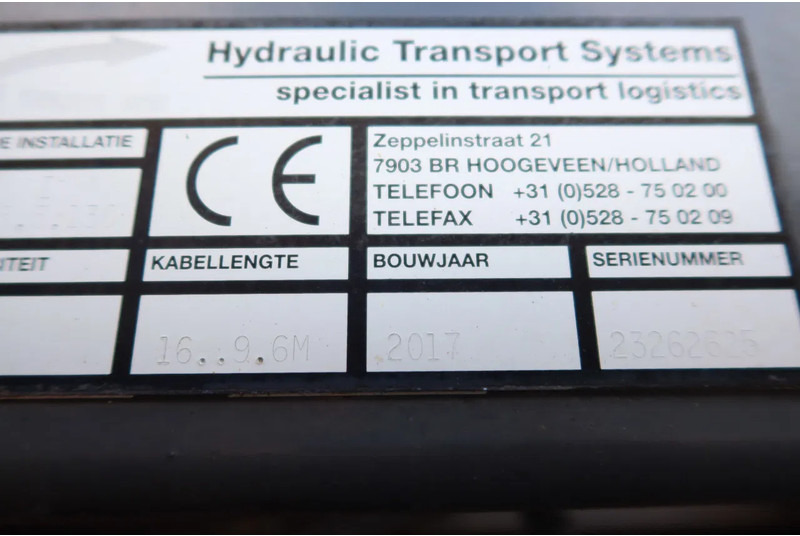 Hydraulic Transport Systems
specialist in transport logistics
E INSTALLATIE
CE
Zeppelinstraat 21
7903 BR HOOGEVEEN/HOLLAND
TELEFOON +31 (0)528 - 75 02 00
TELEFAX +31 (0)528 - 75 02 09
ITEIT
KABELLENGTE
BOUWJAAR
SERIENUMMER
16..9.6M
.2017
23262625